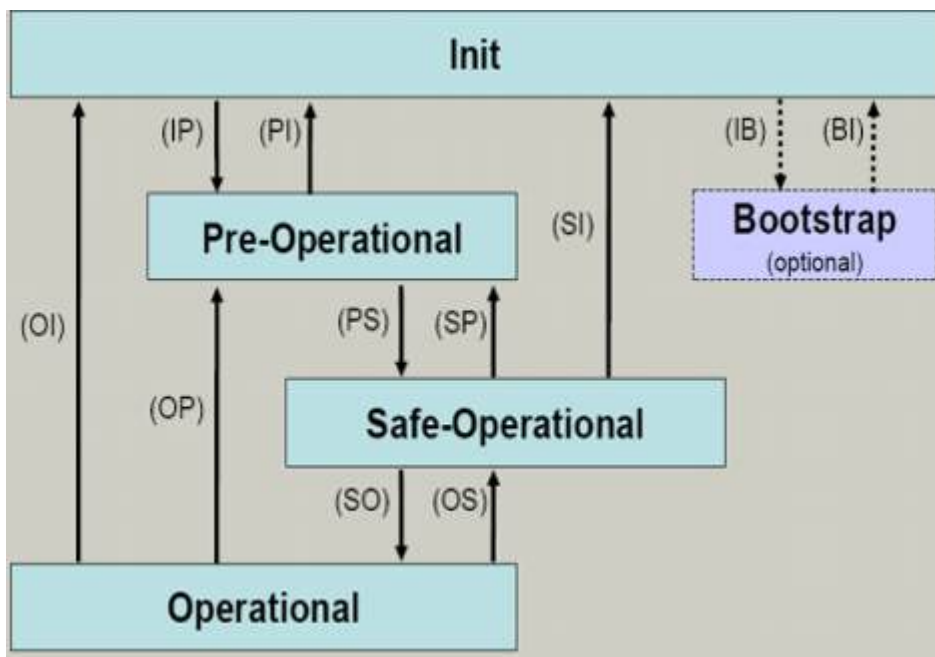 Init
(IP)
(PI)
(IB)
(BI)
Pre-Operational
(SI)
Bootstrap
(optional)
(OI)
(PS)
(SP)
(OP)
Safe-Operational
(SO)
(OS)
Operational